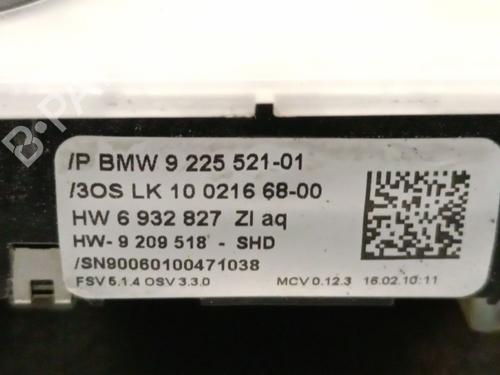 /P BMW 9 225 521-01
/3OS LK 10 0216 68-00
HW 6 932 827 ZI aq
HW- 9 209 518 - SHD
/SN90060100471038
FSV 5.1.4 OSV 3.3.0 MCV 0.12.3 16.02.10:11
B-PARTS